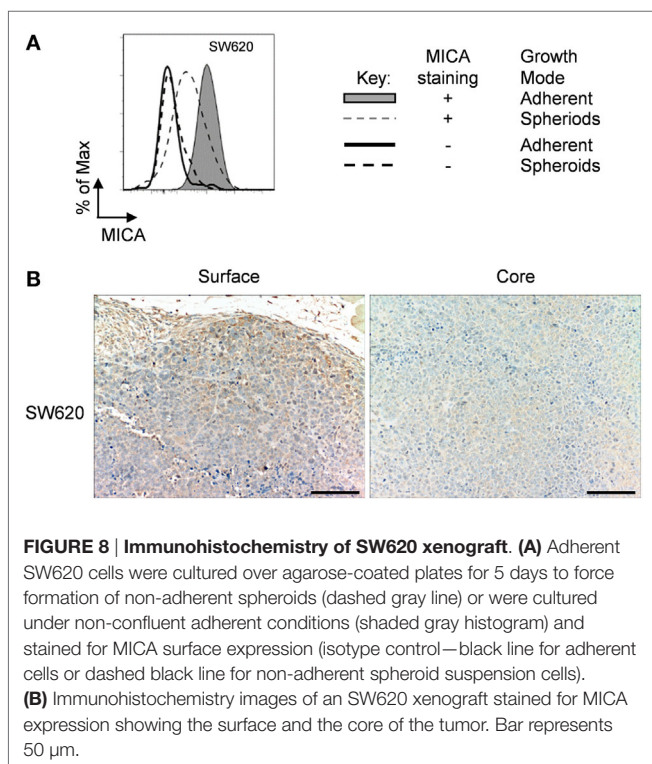 A
SW620
% of Max
MICA
Key: MICA staining Growth Mode
+ Adherent
+ Spheriods
- Adherent
- Spheroids
B
Surface Core
SW620
FIGURE 8 | Immunohistochemistry of SW620 xenograft. (A) Adherent
SW620 cells were cultured over agarose-coated plates for 5 days to force
formation of non-adherent spheroids (dashed gray line) or were cultured
under non-confluent adherent conditions (shaded gray histogram) and
stained for MICA surface expression (isotype control—black line for adherent
cells or dashed black line for non-adherent spheroid suspension cells).
(B) Immunohistochemistry images of an SW620 xenograft stained for MICA
expression showing the surface and the core of the tumor. Bar represents
50 μm.